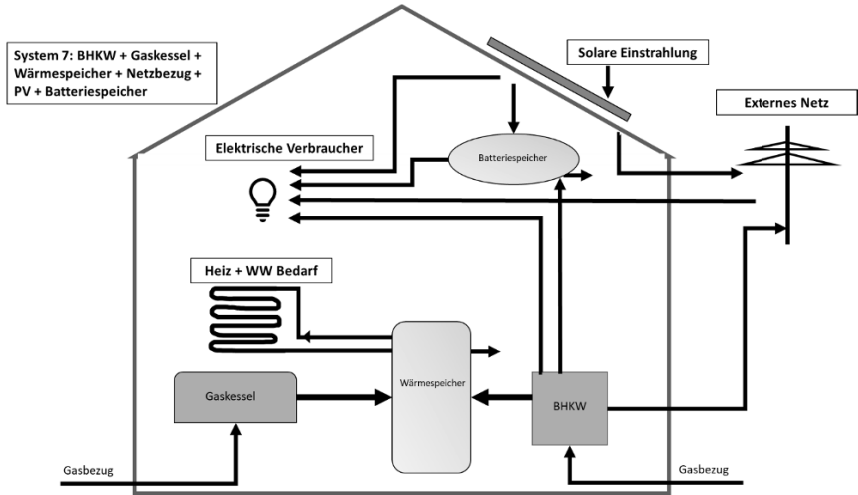 System 7: BHKW + Gaskessel +
Wärmespeicher + Netzbezug +
PV + Batteriespeicher
Solare Einstrahlung
Externes Netz
Elektrische Verbraucher
Batteriespeicher
Heiz + WW Bedarf
Wärmespeicher
Gaskessel
BHKW
Gasbezug
Gasbezug